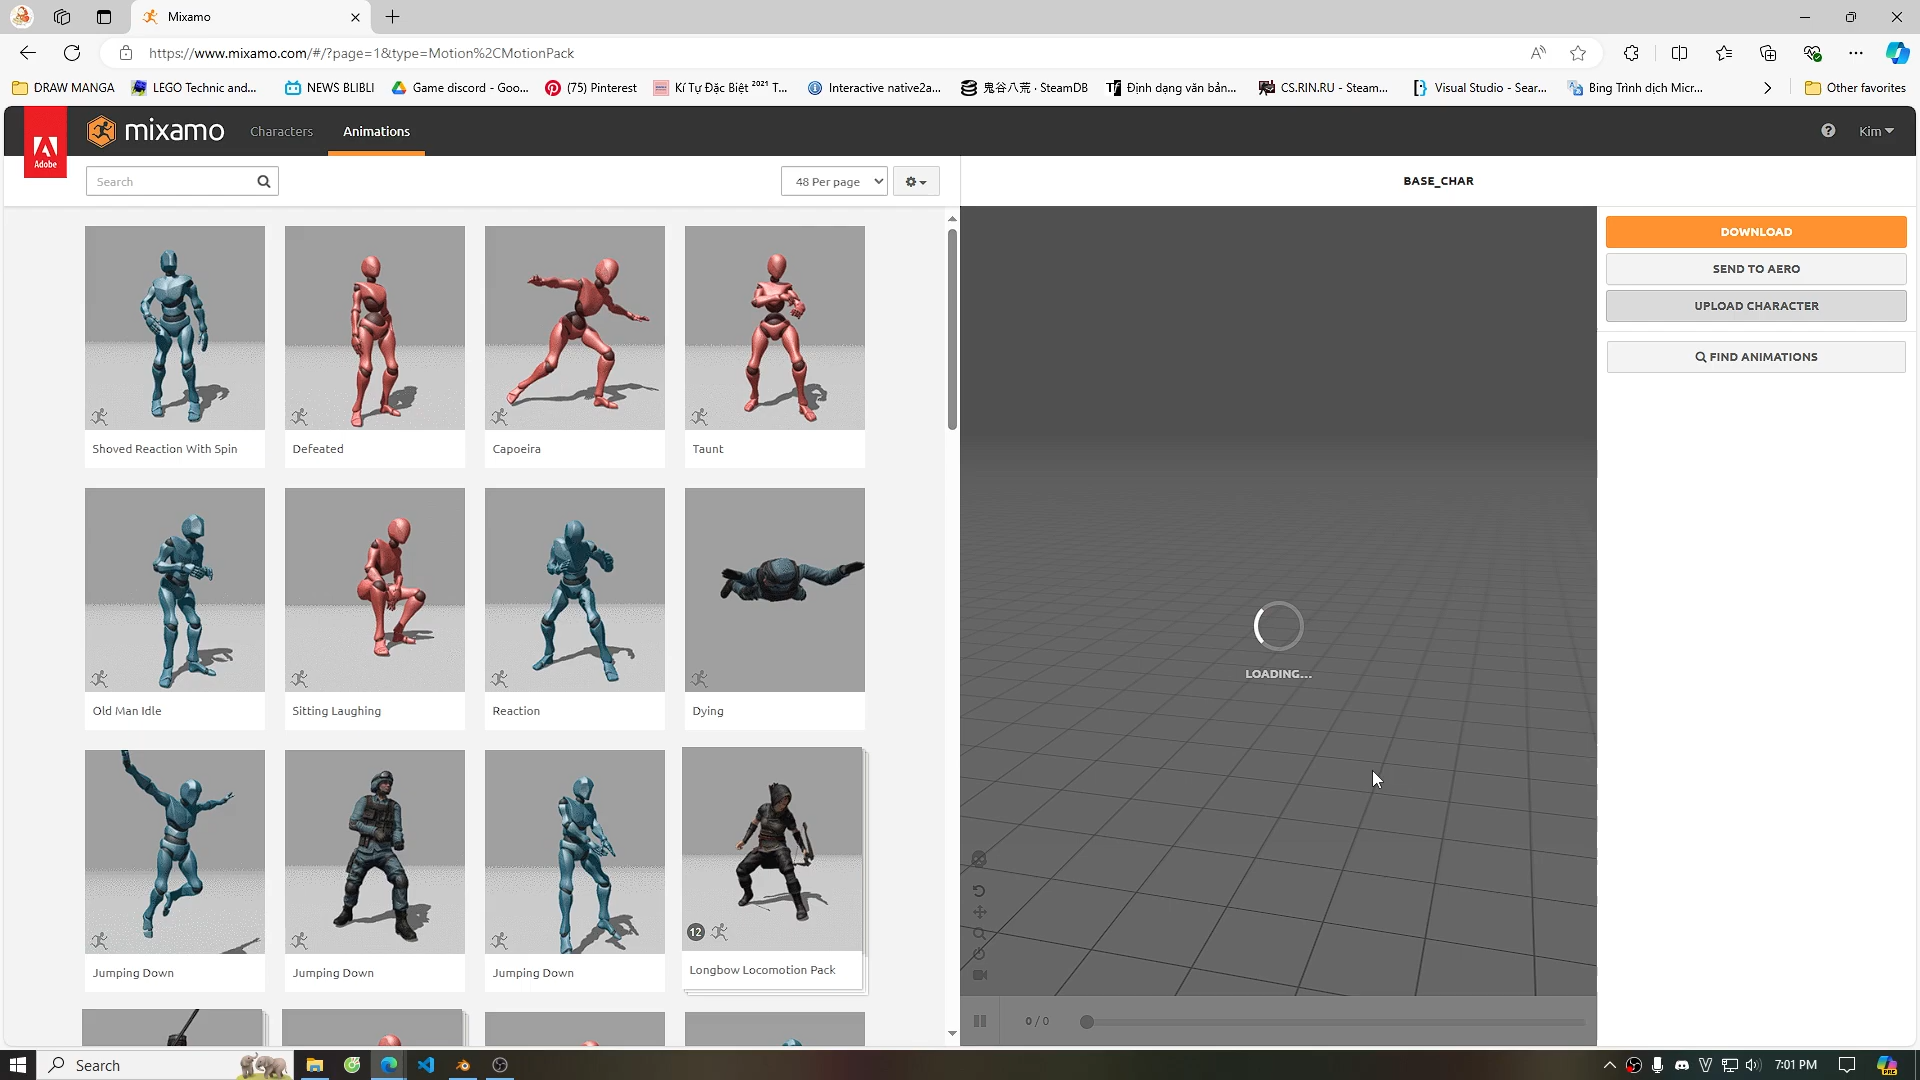 Mixamo
https://www.mixamo.com/#/?page=1&type=Motion%2CMotionPack
DRAW MANGA
LEGO Technic and...
NEWS BLIBLI
Game discord - Goo...
(75) Pinterest
Kí Tự Đặc Biệt ²⁰²¹ T...
Interactive native2a...
鬼谷八荒 · SteamDB
Định dạng văn bản...
CS.RIN.RU - Steam...
Visual Studio - Sear...
Bing Trình dịch Micr...
Other favorites
Adobe
mixamo
Characters
Animations
Kim
Search
48 Per page
BASE_CHAR
DOWNLOAD
SEND TO AERO
UPLOAD CHARACTER
FIND ANIMATIONS
Shoved Reaction With Spin
Defeated
Capoeira
Taunt
Old Man Idle
Sitting Laughing
Reaction
Dying
LOADING...
12
Jumping Down
Jumping Down
Jumping Down
Longbow Locomotion Pack
0 / 0
Search
7:01 PM